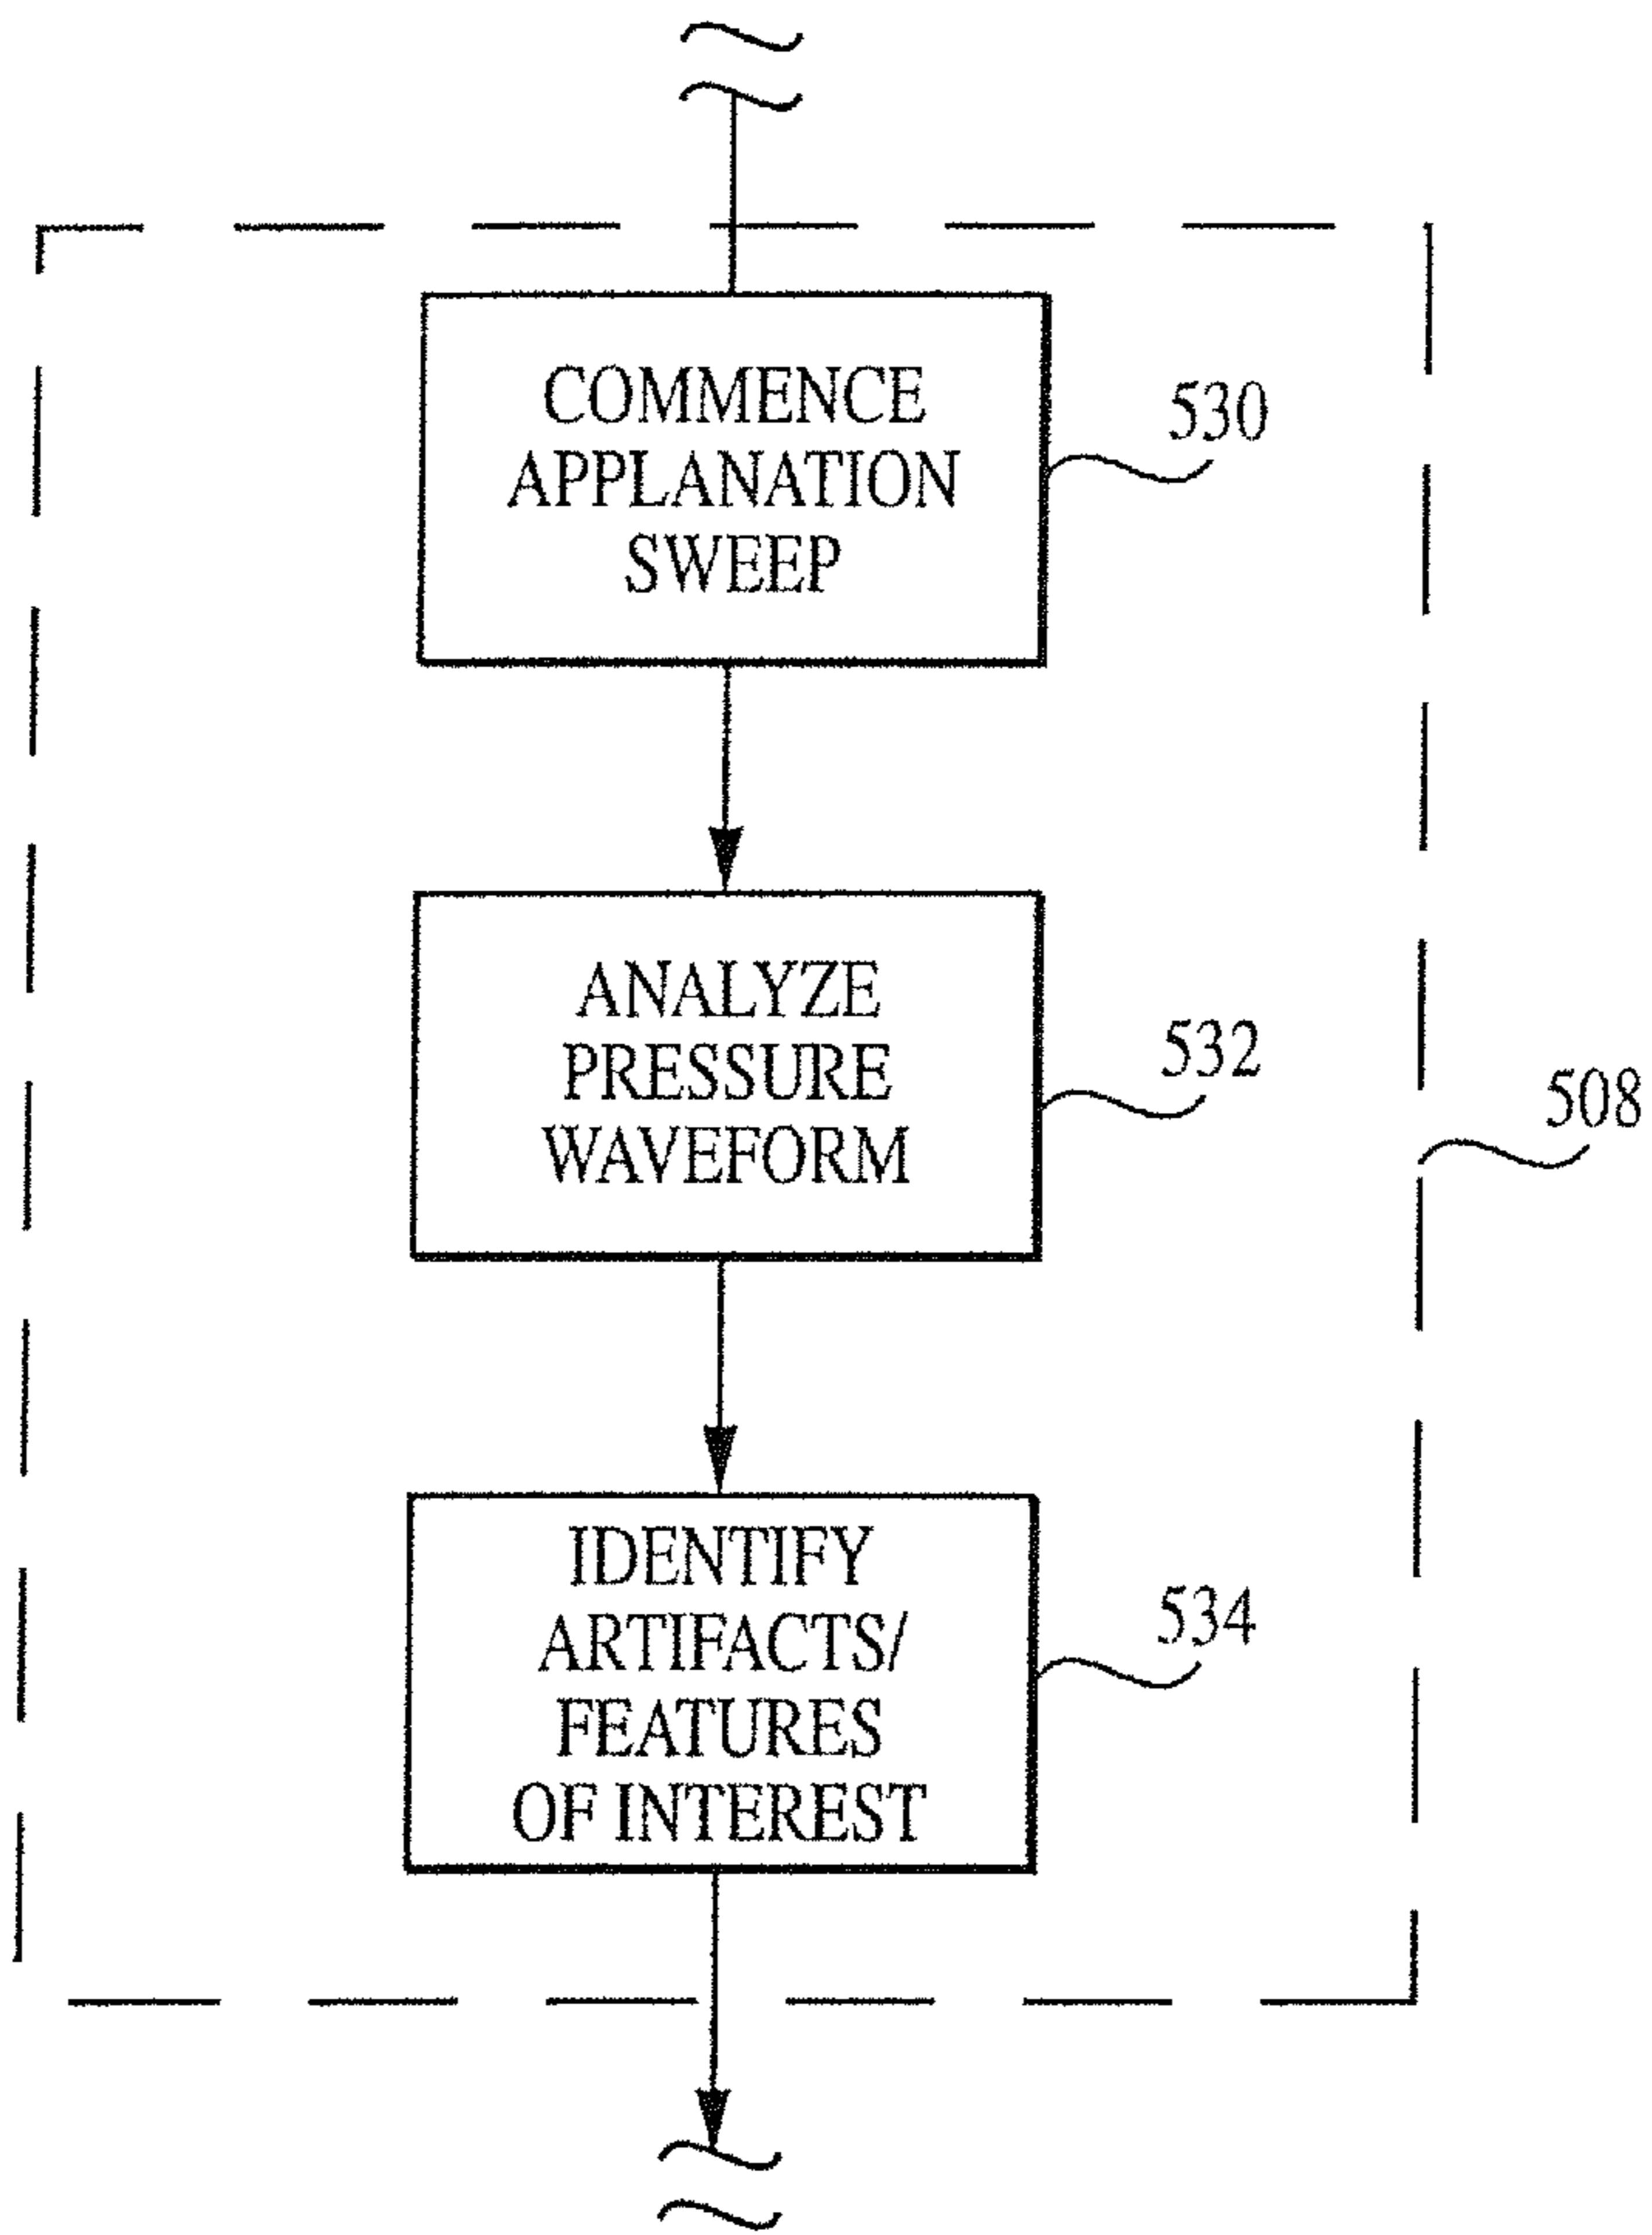 COMMENCE
APPLANATION
SWEEP
530
ANALYZE
PRESSURE
WAVEFORM
532
508
IDENTIFY
ARTIFACTS/
FEATURES
OF INTEREST
534